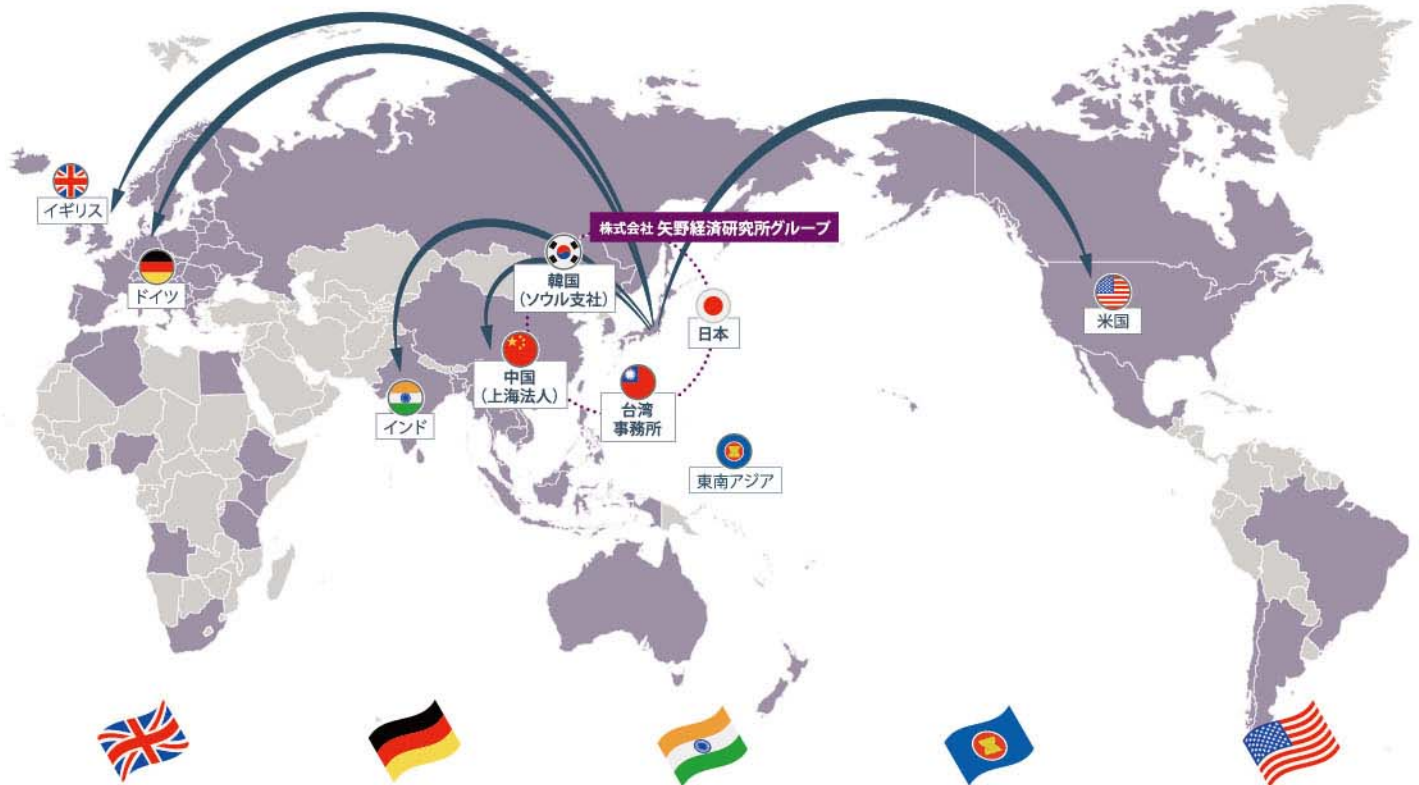 株式会社 矢野経済研究所グループ
イギリス
ドイツ
韓国
(ソウル支社)
日本
米国
中国
(上海法人)
インド
台湾
事務所
東南アジア